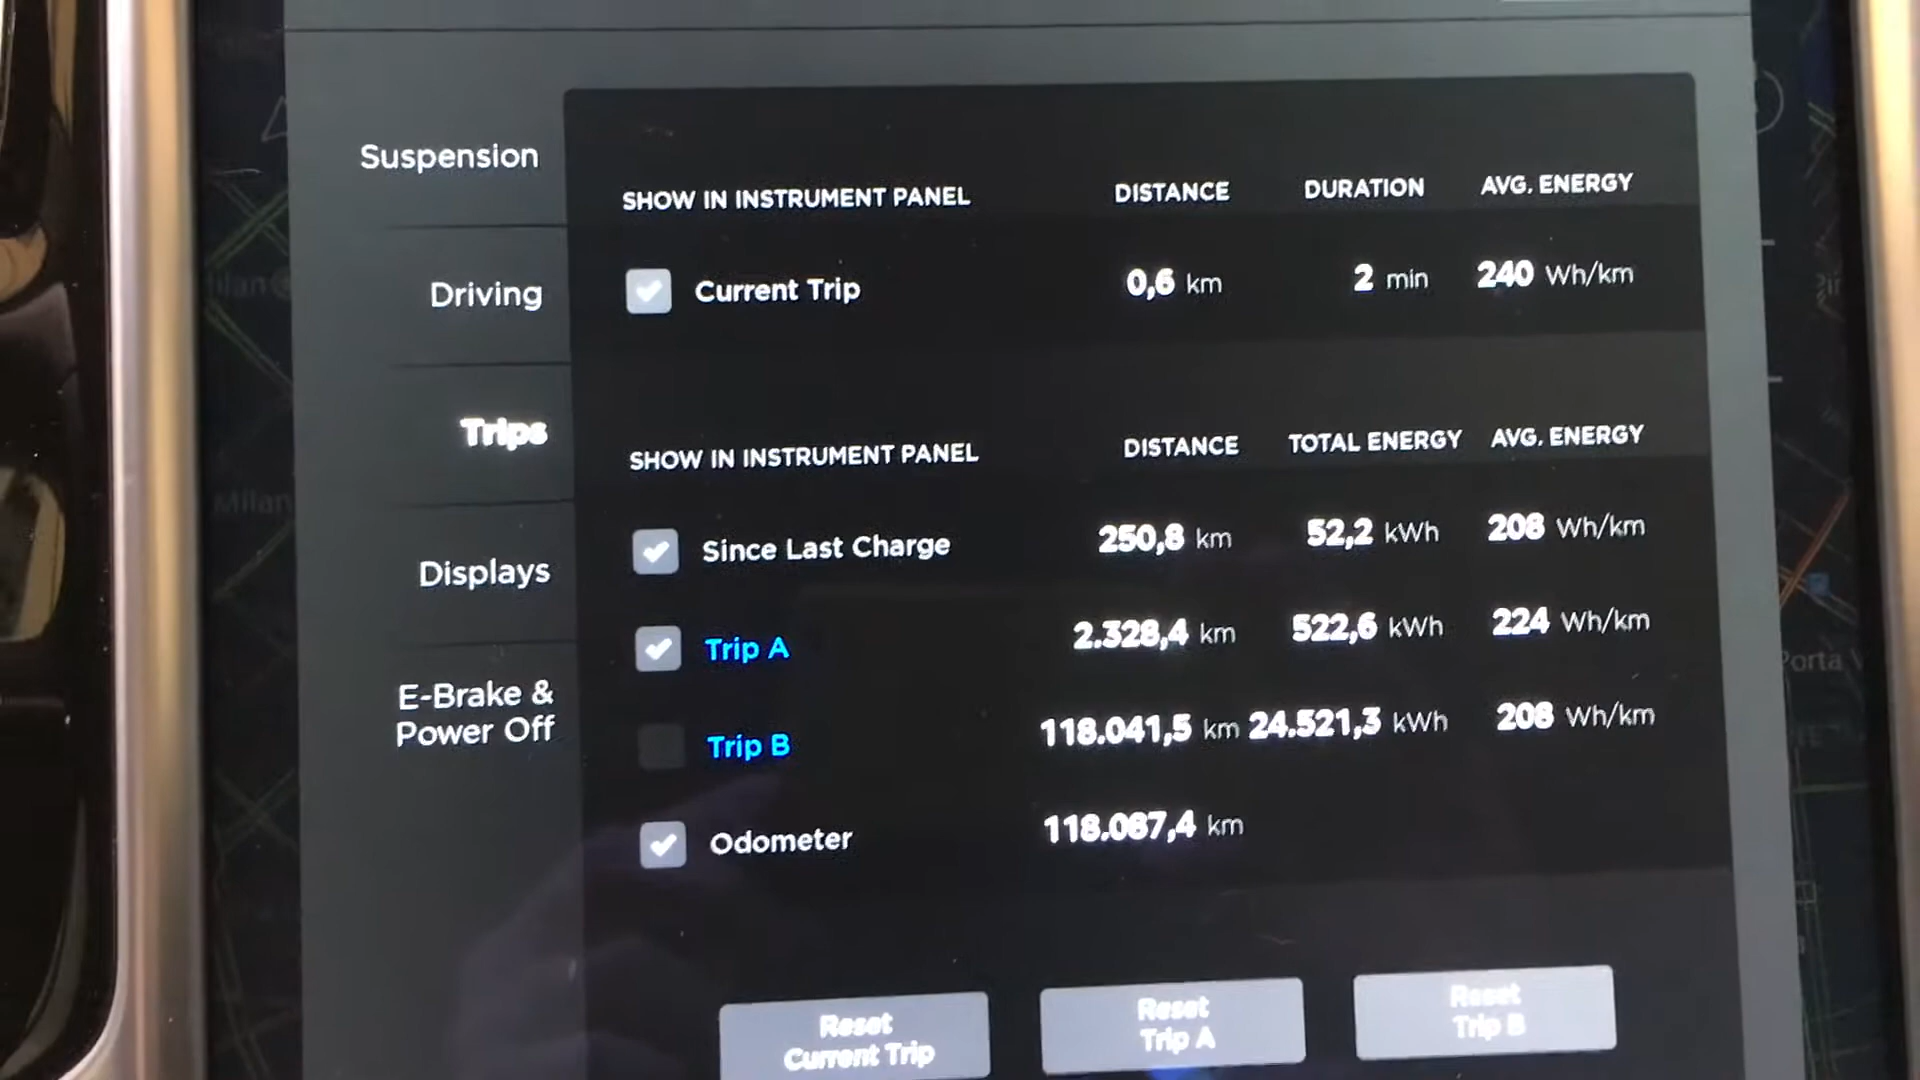 Suspension
Driving
Trips
Displays
E-Brake &
Power Off
SHOW IN INSTRUMENT PANEL DISTANCE DURATION AVG. ENERGY
Current Trip 0,6 km 2 min 240 Wh/km
SHOW IN INSTRUMENT PANEL DISTANCE TOTAL ENERGY AVG. ENERGY
Since Last Charge 250,8 km 52,2 kWh 208 Wh/km
Trip A 2.328,4 km 522,6 kWh 224 Wh/km
Trip B 118.041,5 km 24.521,3 kWh 208 Wh/km
Odometer 118.087,4 km
Reset
Current Trip
Reset
Trip A
Reset
Trip B
Milan
Porta